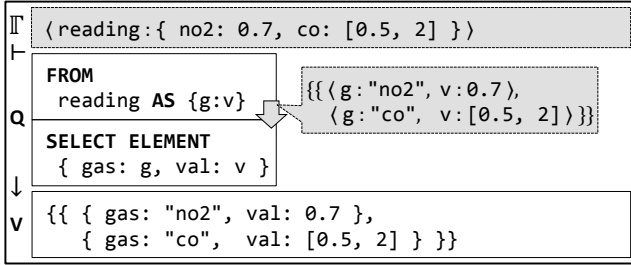 Γ ⟨reading:{ no2: 0.7, co: [0.5, 2] }⟩
⊢
FROM
reading AS {g:v}
{{⟨g:"no2", v:0.7⟩,
⟨g:"co", v:[0.5, 2]⟩}}
Q
SELECT ELEMENT
{ gas: g, val: v }
↓
V {{ { gas: "no2", val: 0.7 },
{ gas: "co", val: [0.5, 2] } }}